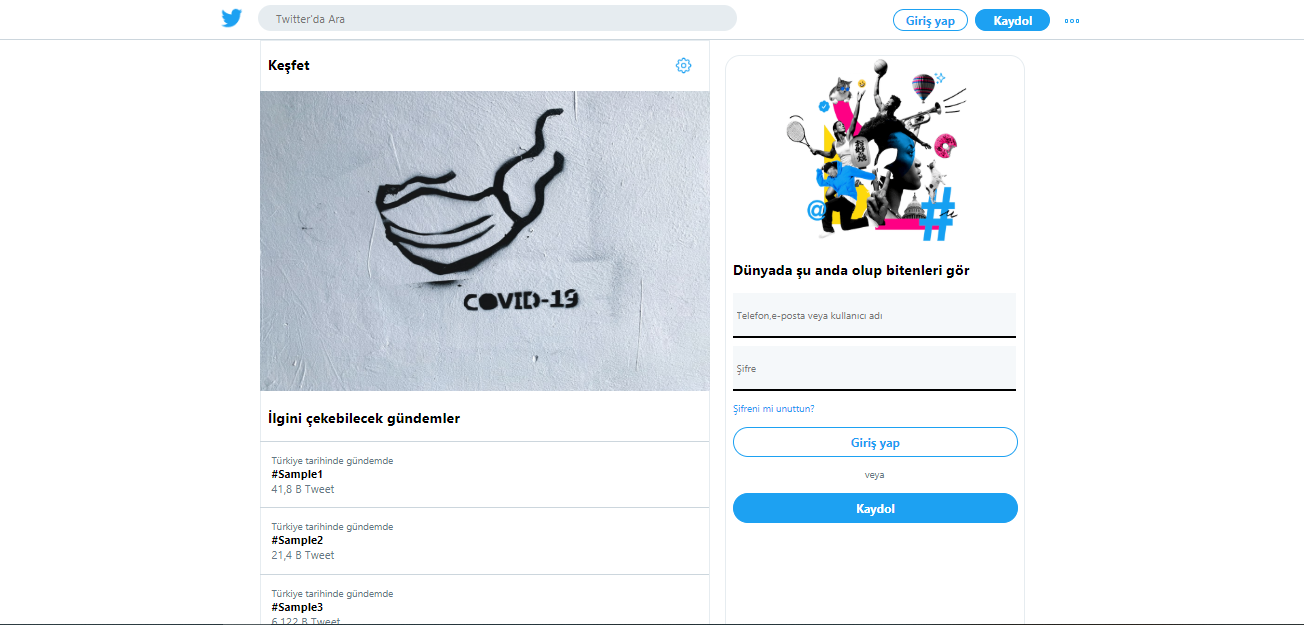 Twitter'da Ara
Giriş yap
Kaydol
Keşfet
COVID-19
İlgini çekebilecek gündemler
Türkiye tarihinde gündemde
#Sample1
41,8 B Tweet
Türkiye tarihinde gündemde
#Sample2
21,4 B Tweet
Türkiye tarihinde gündemde
#Sample3
6.122 B Tweet
@
#
Dünyada şu anda olup bitenleri gör
Telefon,e-posta veya kullanıcı adı
Şifre
Şifreni mi unuttun?
Giriş yap
veya
Kaydol